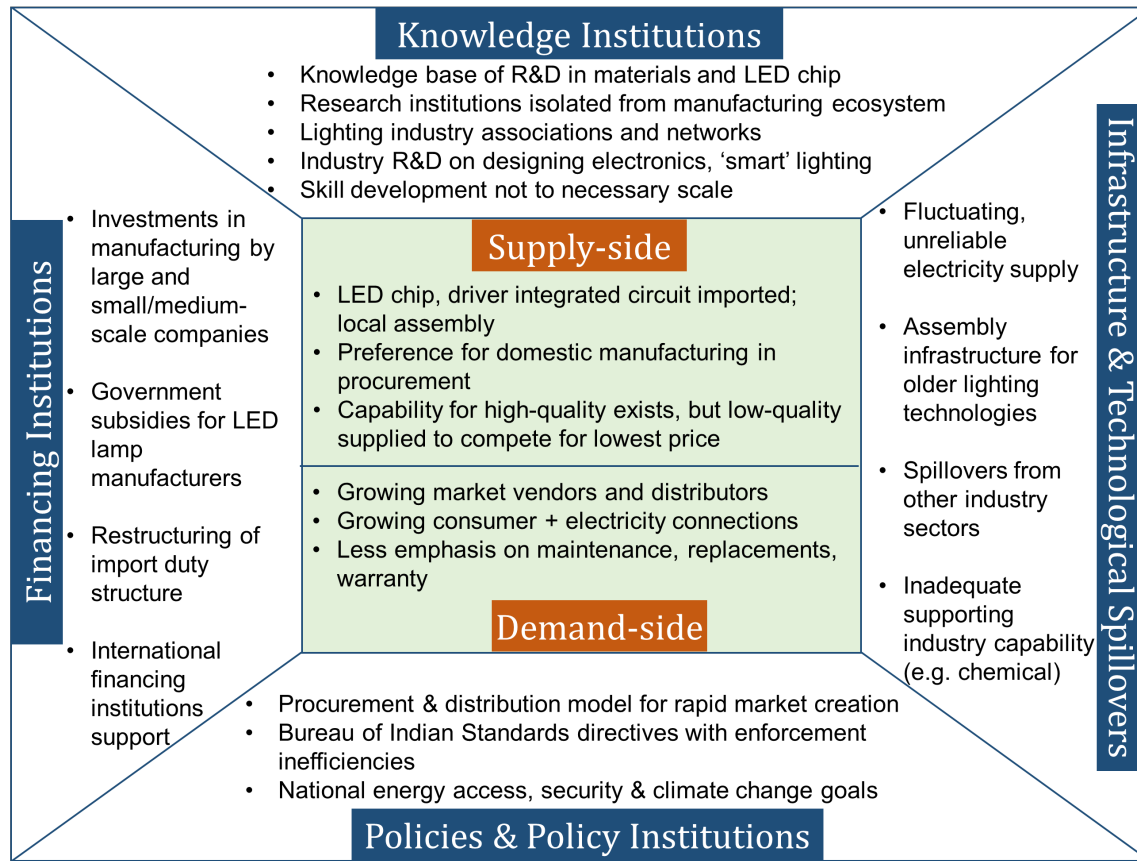 Knowledge Institutions
• Knowledge base of R&D in materials and LED chip
• Research institutions isolated from manufacturing ecosystem
• Lighting industry associations and networks
• Industry R&D on designing electronics, ‘smart’ lighting
• Skill development not to necessary scale
Financing Institutions
• Investments in
manufacturing by
large and
small/medium-
scale companies
• Government
subsidies for LED
lamp
manufacturers
• Restructuring of
import duty
structure
• International
financing
institutions
support
Supply-side
• LED chip, driver integrated circuit imported;
local assembly
• Preference for domestic manufacturing in
procurement
• Capability for high-quality exists, but low-quality
supplied to compete for lowest price
• Growing market vendors and distributors
• Growing consumer + electricity connections
• Less emphasis on maintenance, replacements,
warranty
Demand-side
• Fluctuating,
unreliable
electricity supply
• Assembly
infrastructure for
older lighting
technologies
• Spillovers from
other industry
sectors
• Inadequate
supporting
industry capability
(e.g. chemical)
Infrastructure & Technological Spillovers
• Procurement & distribution model for rapid market creation
• Bureau of Indian Standards directives with enforcement
inefficiencies
• National energy access, security & climate change goals
Policies & Policy Institutions